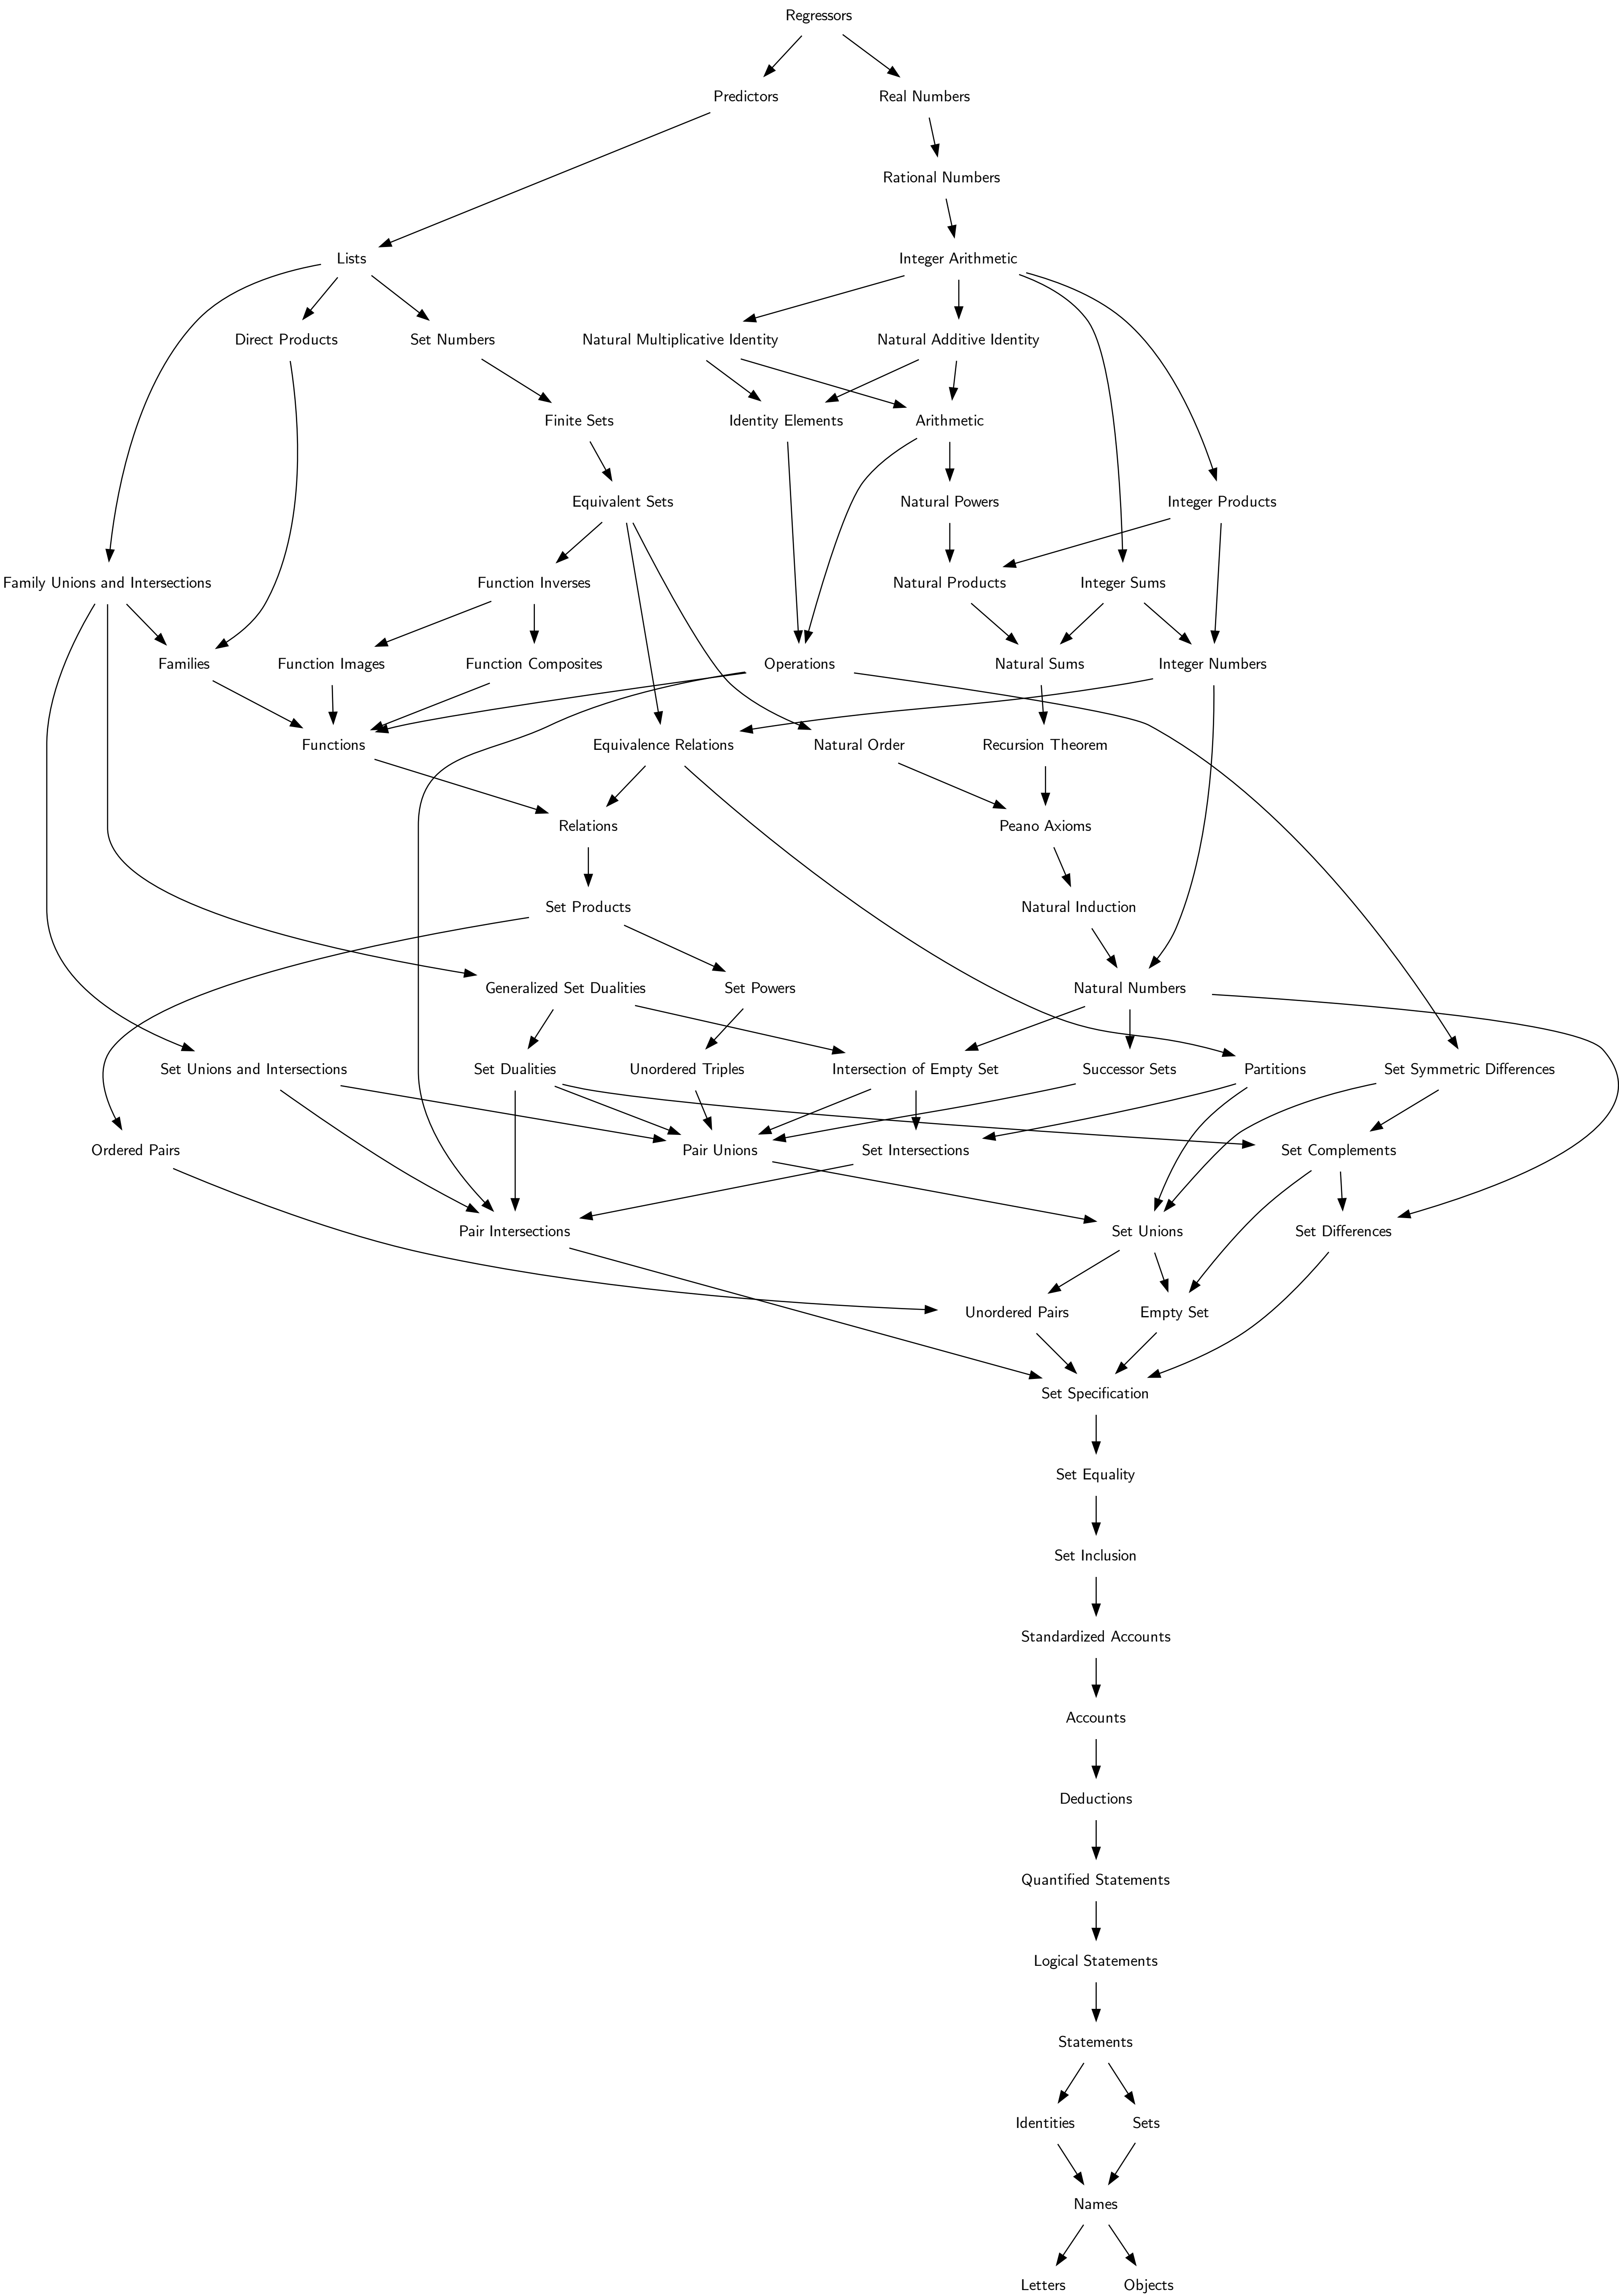 Regressors
Predictors
Real Numbers
Rational Numbers
Lists
Integer Arithmetic
Direct Products
Set Numbers
Natural Multiplicative Identity
Natural Additive Identity
Finite Sets
Identity Elements
Arithmetic
Equivalent Sets
Natural Powers
Integer Products
Family Unions and Intersections
Function Inverses
Natural Products
Integer Sums
Families
Function Images
Function Composites
Operations
Natural Sums
Integer Numbers
Functions
Equivalence Relations
Natural Order
Recursion Theorem
Relations
Peano Axioms
Set Products
Natural Induction
Generalized Set Dualities
Set Powers
Natural Numbers
Set Unions and Intersections
Set Dualities
Unordered Triples
Intersection of Empty Set
Successor Sets
Partitions
Set Symmetric Differences
Ordered Pairs
Pair Unions
Set Intersections
Set Complements
Pair Intersections
Set Unions
Set Differences
Unordered Pairs
Empty Set
Set Specification
Set Equality
Set Inclusion
Standardized Accounts
Accounts
Deductions
Quantified Statements
Logical Statements
Statements
Identities
Sets
Names
Letters
Objects